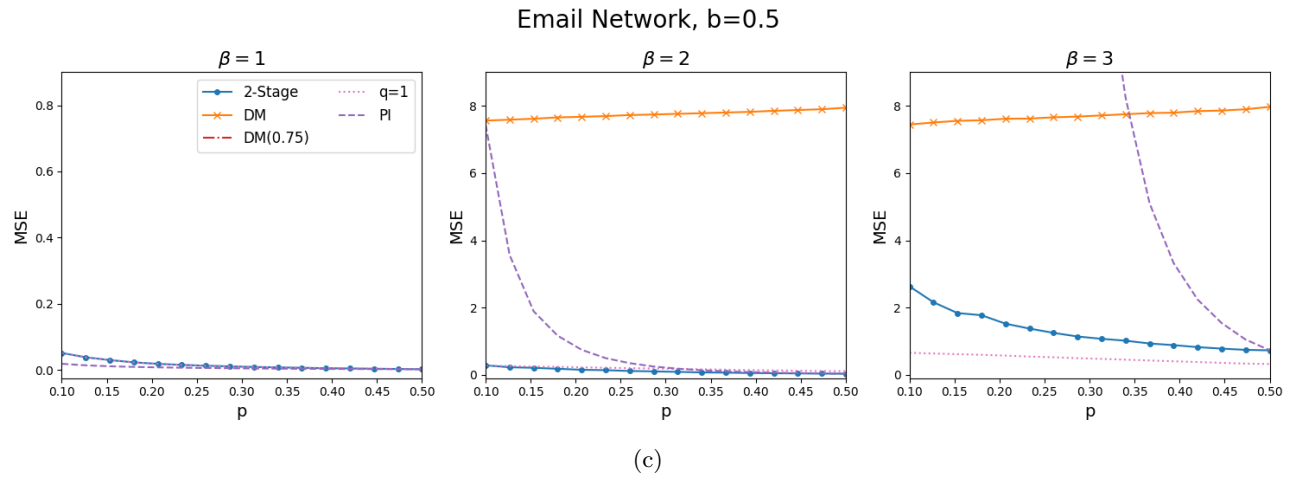 Email Network, b=0.5
β = 1
β = 2
β = 3
MSE
0.8
0.6
0.4
0.2
0.0
2-Stage
DM
DM(0.75)
q=1
PI
0.10 0.15 0.20 0.25 0.30 0.35 0.40 0.45 0.50
p
MSE
8
6
4
2
0
0.10 0.15 0.20 0.25 0.30 0.35 0.40 0.45 0.50
p
MSE
8
6
4
2
0
0.10 0.15 0.20 0.25 0.30 0.35 0.40 0.45 0.50
p
(c)